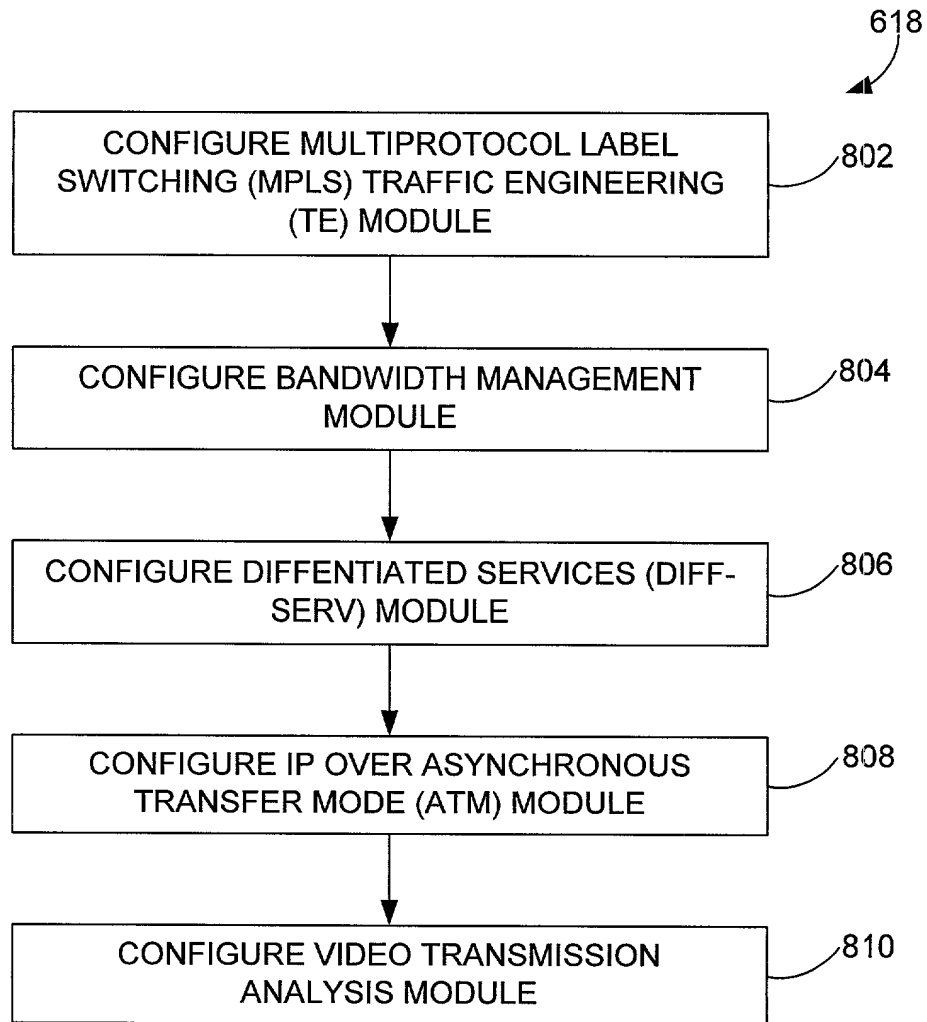 618
CONFIGURE MULTIPROTOCOL LABEL
SWITCHING (MPLS) TRAFFIC ENGINEERING
(TE) MODULE
802
CONFIGURE BANDWIDTH MANAGEMENT
MODULE
804
CONFIGURE DIFFENTIATED SERVICES (DIFF-
SERV) MODULE
806
CONFIGURE IP OVER ASYNCHRONOUS
TRANSFER MODE (ATM) MODULE
808
CONFIGURE VIDEO TRANSMISSION
ANALYSIS MODULE
810